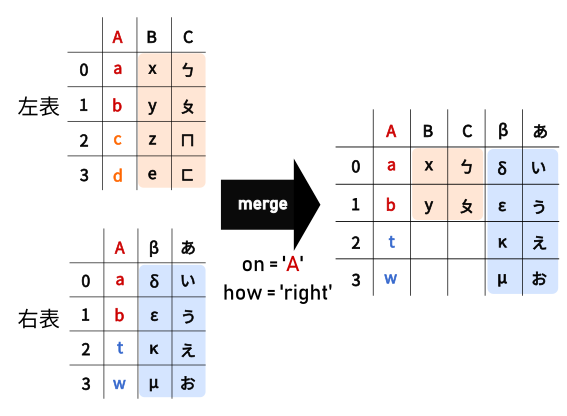 A B C
0 a x ㄅ
左表 1 b y ㄆ
2 c z ㄇ
3 d e ㄈ
A β あ
0 a δ い
右表 1 b ε う
2 t κ え
3 w μ お
merge
on = 'A'
how = 'right'
A B C β あ
0 a x ㄅ δ い
1 b y ㄆ ε う
2 t κ え
3 w μ お